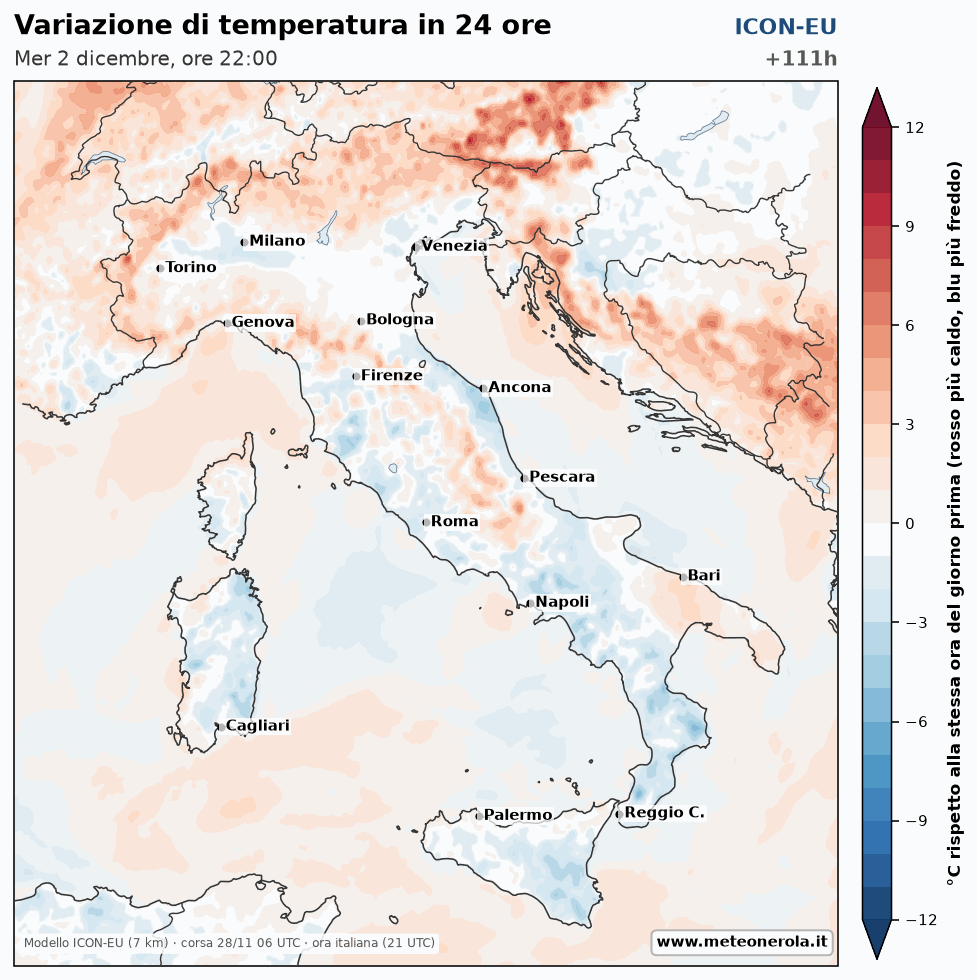 Variazione di temperatura in 24 ore
ICON-EU
Mer 2 dicembre, ore 22:00
+111h
12
9
6
3
0
−3
−6
−9
−12
°C rispetto alla stessa ora del giorno prima (rosso più caldo, blu più freddo)
Milano
Venezia
Torino
Genova
Bologna
Firenze
Ancona
Pescara
Roma
Bari
Napoli
Cagliari
Palermo
Reggio C.
Modello ICON-EU (7 km) · corsa 28/11 06 UTC · ora italiana (21 UTC)
www.meteonerola.it